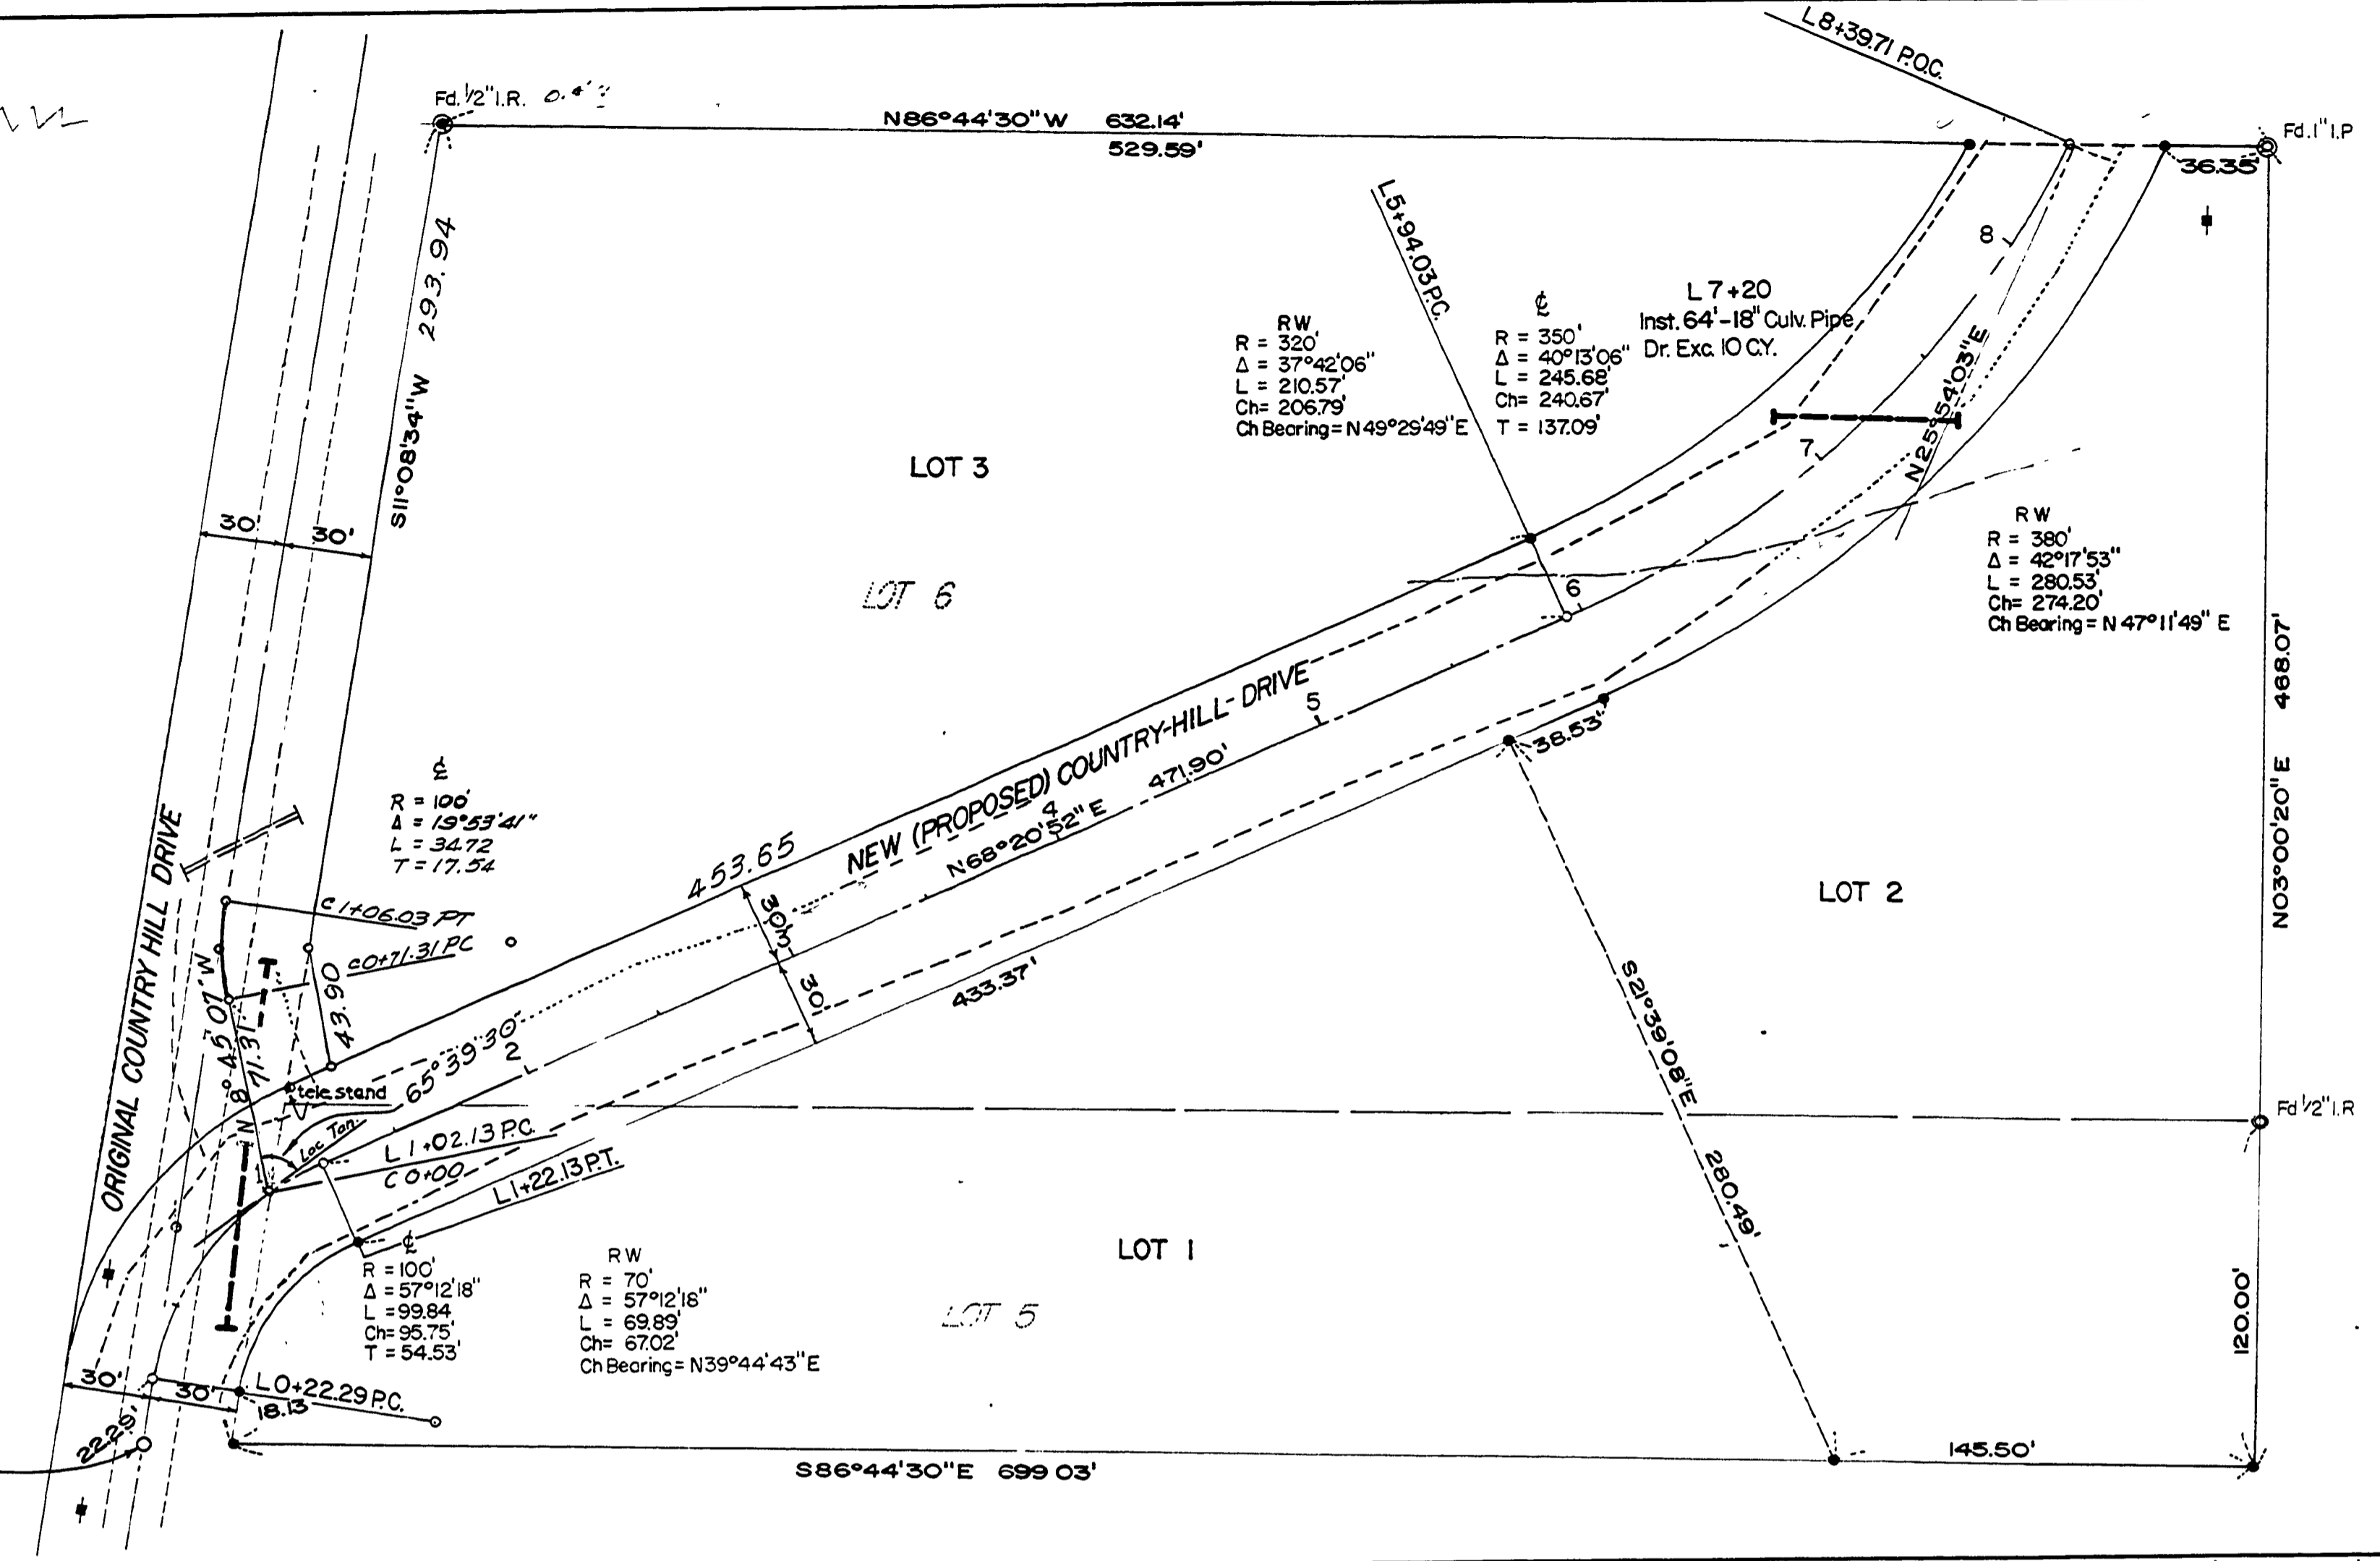 L8+39.71 P.O.C.
Fd. 1/2" I.R. 0.4'
N86°44'30"W 632.14'
529.59'
Fd. 1" I.P
36.35'
S11°08'34"W 293.94
L5+94.03 P.C.
RW
R = 320'
Δ = 37°42'06"
L = 210.57'
Ch= 206.79'
Ch Bearing = N 49°29'49"E
℄
R = 350'
Δ = 40°13'06"
L = 245.68'
Ch= 240.67'
T = 137.09'
L 7+20
Inst. 64'-18" Culv. Pipe
Dr. Exc. 10 C.Y.
8
7
N25°54'03"E
LOT 3
30'
30'
LOT 6
6
RW
R = 380'
Δ = 42°17'53"
L = 280.53'
Ch= 274.20'
Ch Bearing = N 47°11'49" E
N03°00'20"E 468.07'
5
38.53'
NEW (PROPOSED) COUNTRY-HILL-DRIVE
4
N68°20'52"E 471.90'
453.65
30'
3
30'
433.37'
℄
R = 100'
Δ = 19°53'41"
L = 34.72
T = 17.54
ORIGINAL COUNTRY HILL DRIVE
C 1+06.03 PT
C0+71.31 PC
N 8°45'07"W
71.31
43.90
LOT 2
S21°39'08"E
280.49'
2
65°39'30"
tele. stand
Loc Tan.
L 1+02.13 P.C.
C 0+00
L1+22.13 P.T.
Fd 1/2" I.R
LOT 1
LOT 5
℄
R = 100'
Δ = 57°12'18"
L = 99.84
Ch= 95.75'
T = 54.53'
RW
R = 70'
Δ = 57°12'18"
L = 69.89'
Ch= 67.02'
Ch Bearing = N39°44'43"E
120.00'
30'
30'
L 0+22.29 P.C.
18.13
22.29'
145.50'
S86°44'30"E 699 03'